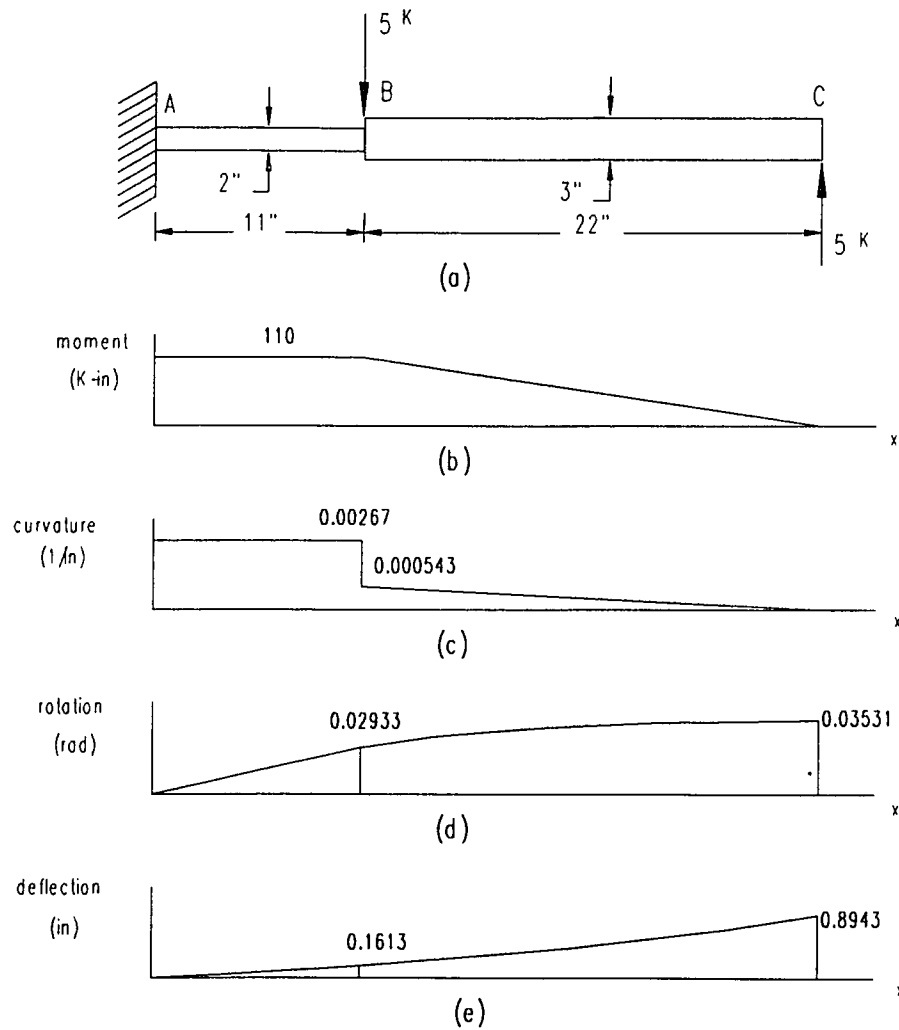 5 K
A
B
C
2"
3"
11"
22"
5 K
(a)
moment
(K-in)
110
x
(b)
curvature
(1/in)
0.00267
0.000543
x
(c)
rotation
(rad)
0.02933
0.03531
x
(d)
deflection
(in)
0.1613
0.8943
x
(e)